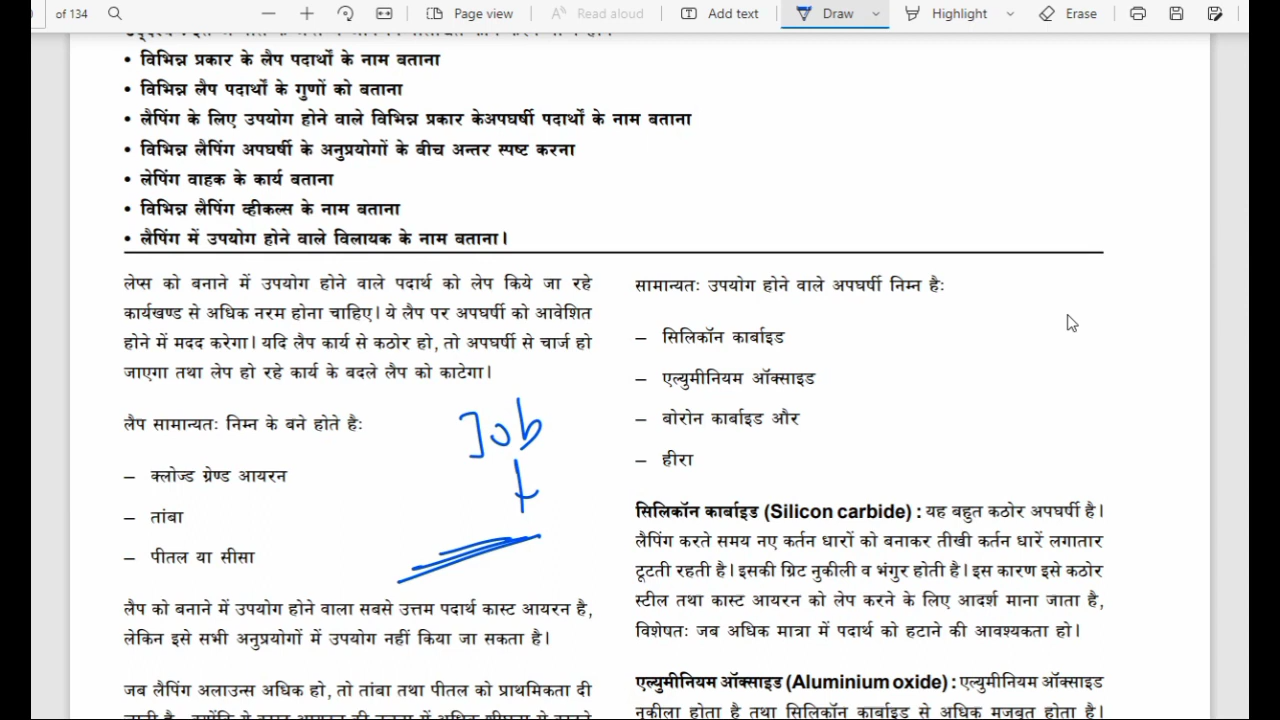 of 134
Page view
Read aloud
Add text
Draw
Highlight
Erase
• विभिन्न प्रकार के लैप पदार्थों के नाम बताना
• विभिन्न लैप पदार्थों के गुणों को बताना
• लैपिंग के लिए उपयोग होने वाले विभिन्न प्रकार केअपघर्षी पदार्थों के नाम बताना
• विभिन्न लैपिंग अपघर्षी के अनुप्रयोगों के बीच अन्तर स्पष्ट करना
• लेपिंग वाहक के कार्य बताना
• विभिन्न लैपिंग व्हीकल्स के नाम बताना
• लैपिंग में उपयोग होने वाले विलायक के नाम बताना।
लेप्स को बनाने में उपयोग होने वाले पदार्थ को लेप किये जा रहे
कार्यखण्ड से अधिक नरम होना चाहिए। ये लैप पर अपघर्षी को आवेशित
होने में मदद करेगा। यदि लैप कार्य से कठोर हो, तो अपघर्षी से चार्ज हो
जाएगा तथा लेप हो रहे कार्य के बदले लैप को काटेगा।
लैप सामान्यतः निम्न के बने होते है:
– क्लोज्ड ग्रेण्ड आयरन
– तांबा
– पीतल या सीसा
Job
लैप को बनाने में उपयोग होने वाला सबसे उत्तम पदार्थ कास्ट आयरन है,
लेकिन इसे सभी अनुप्रयोगों में उपयोग नहीं किया जा सकता है।
जब लैपिंग अलाउन्स अधिक हो, तो तांबा तथा पीतल को प्राथमिकता दी
सामान्यतः उपयोग होने वाले अपघर्षी निम्न है:
– सिलिकॉन कार्बाइड
– एल्युमीनियम ऑक्साइड
– बोरोन कार्बाइड और
– हीरा
सिलिकॉन कार्बाइड (Silicon carbide) : यह बहुत कठोर अपघर्षी है।
लैपिंग करते समय नए कर्तन धारों को बनाकर तीखी कर्तन धारें लगातार
टूटती रहती है। इसकी ग्रिट नुकीली व भंगुर होती है। इस कारण इसे कठोर
स्टील तथा कास्ट आयरन को लेप करने के लिए आदर्श माना जाता है,
विशेषतः जब अधिक मात्रा में पदार्थ को हटाने की आवश्यकता हो।
एल्युमीनियम ऑक्साइड (Aluminium oxide) : एल्युमीनियम ऑक्साइड
नुकीला होता है तथा सिलिकॉन कार्बाइड से अधिक मजबूत होता है।